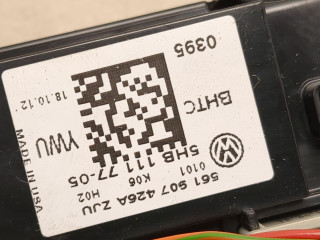 561 907 426A ZJU
0101 K06 H02
5HB 111 77-05
BHTC
YWU
0395
18.10.12
MADE IN USA